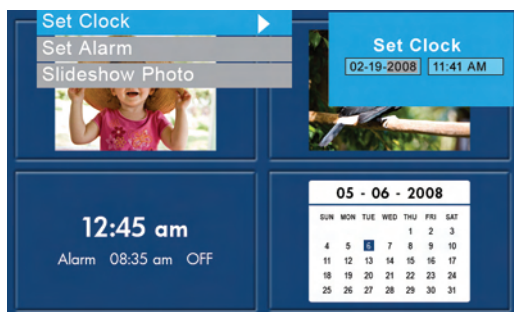 Set Clock
Set Alarm
Slideshow Photo
Set Clock
02-19-2008 11:41 AM
12:45 am
Alarm 08:35 am OFF
05 - 06 - 2008
SUN MON TUE WED THU FRI SAT
1 2 3
4 5 6 7 8 9 10
11 12 13 14 15 16 17
18 19 20 21 22 23 24
25 26 27 28 29 30 31